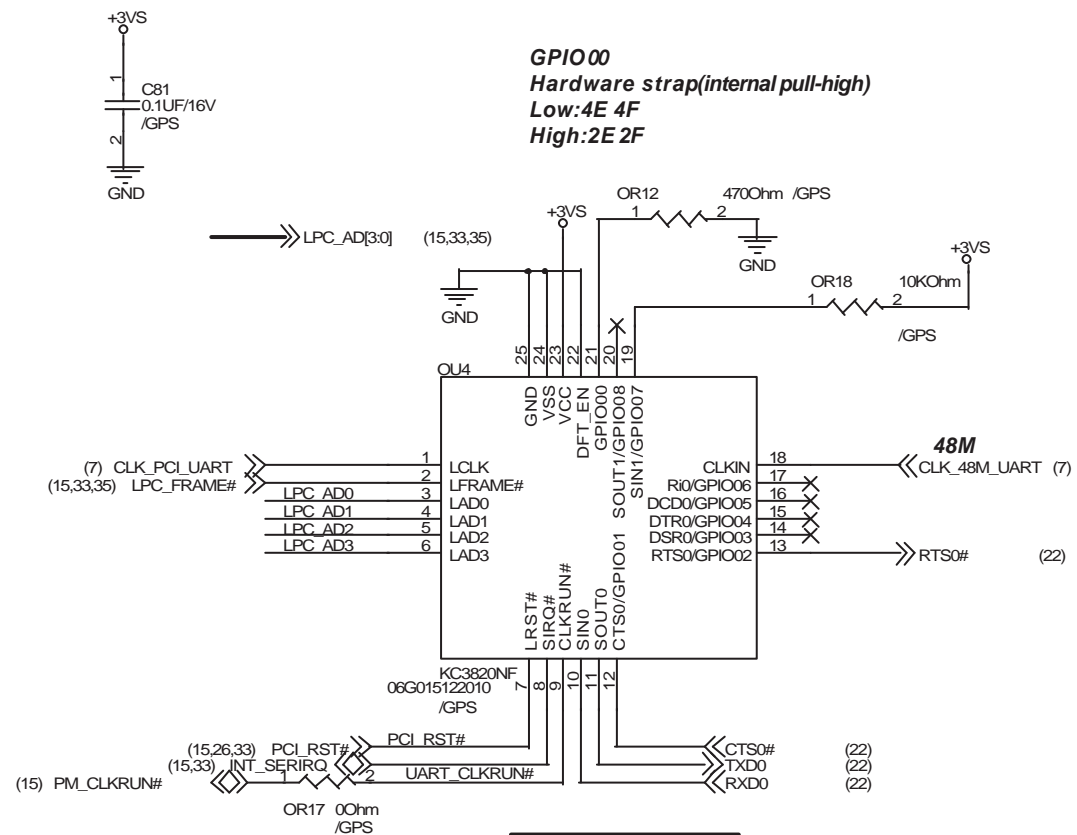 +3VS
1
C81
0.1UF/16V
/GPS
2
GND
GPIO00
Hardware strap(internal pull-high)
Low:4E 4F
High:2E 2F
LPC_AD[3:0] (15,33,35)
+3VS
OR12 470Ohm /GPS
1 2
GND
+3VS
OR18 10KOhm
1 2
/GPS
GND
25 24 23 22 21 20 19
OU4
GND
VSS
VCC
DFT_EN
GPIO00
SOUT1/GPIO08
SIN1/GPIO07
(7) CLK_PCI_UART 1 LCLK
(15,33,35) LPC_FRAME# 2 LFRAME#
LPC_AD0 3 LAD0
LPC_AD1 4 LAD1
LPC_AD2 5 LAD2
LPC_AD3 6 LAD3
48M
CLKIN 18 CLK_48M_UART (7)
Ri0/GPIO06 17
DCD0/GPIO05 16
DTR0/GPIO04 15
DSR0/GPIO03 14
RTS0/GPIO02 13 RTS0# (22)
LRST#
SIRQ#
CLKRUN#
SIN0
SOUT0
CTS0/GPIO01
KC3820NF
06G015122010
/GPS
7 8 9 10 11 12
(15,26,33) PCI_RST# PCI_RST#
(15,33) INT_SERIRQ
(15) PM_CLKRUN# 1 2 UART_CLKRUN#
OR17 0Ohm
/GPS
CTS0# (22)
TXD0 (22)
RXD0 (22)